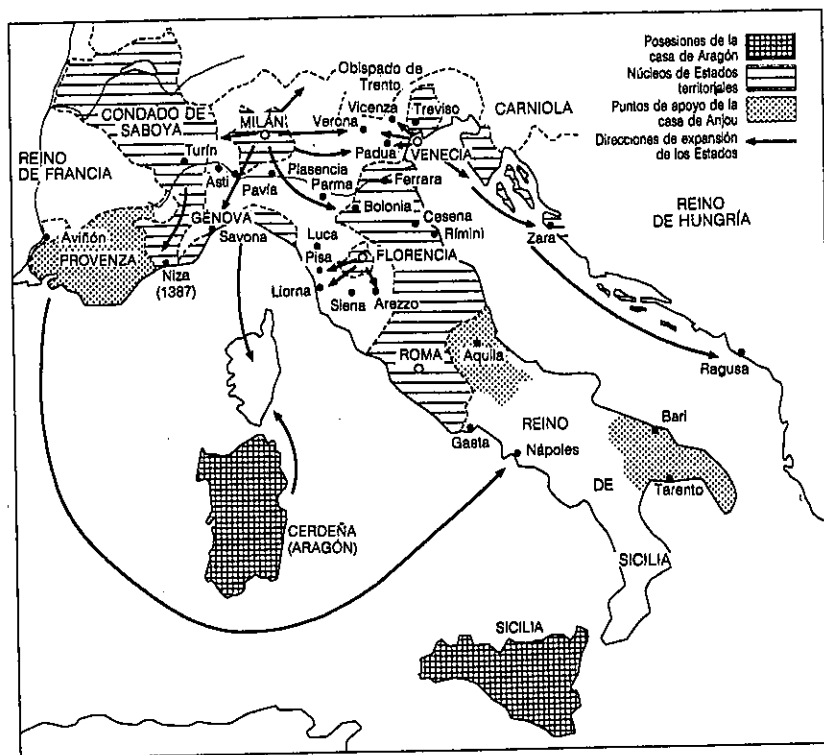 Posesiones de la
casa de Aragón
Núcleos de Estados
territoriales
Puntos de apoyo de la
casa de Anjou
Direcciones de expansión
de los Estados
Obispado de
Trento
CARNIOLA
Vicenza
Treviso
CONDADO DE
SABOYA
MILÁN
Verona
Padua
VENECIA
REINO
DE FRANCIA
Turín
Asti
Pavía
Plasencia
Parma
Ferrara
REINO
DE HUNGRÍA
Bolonia
GÉNOVA
Savona
Cesena
Rímini
Zara
Aviñón
PROVENZA
Niza
(1387)
Luca
Pisa
FLORENCIA
Liorna
Siena
Arezzo
ROMA
Aquila
Ragusa
REINO
Bari
Gaeta
Nápoles
DE
Tarento
CERDEÑA
(ARAGÓN)
SICILIA
SICILIA